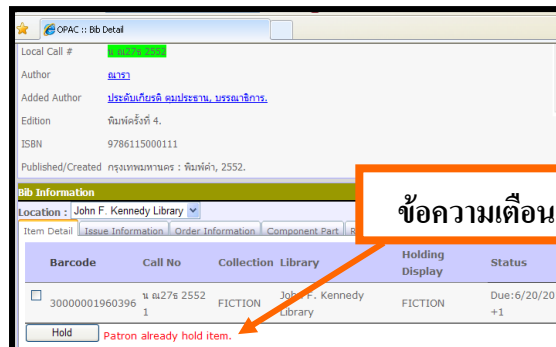 OPAC :: Bib Detail
Local Call # น ณ27ธ 2552
Author ณารา
Added Author ประดับเกียรติ ตุมประธาน, บรรณาธิการ.
Edition พิมพ์ครั้งที่ 4.
ISBN 9786115000111
Published/Created กรุงเทพมหานคร : พิมพ์คำ, 2552.
Bib Information
Location : John F. Kennedy Library
ข้อความเตือน
Item Detail Issue Information Order Information Component Part
Barcode Call No Collection Library Holding Display Status
30000001960396 น ณ27ธ 2552 1 FICTION John F. Kennedy Library FICTION Due:6/20/20 +1
Hold Patron already hold item.